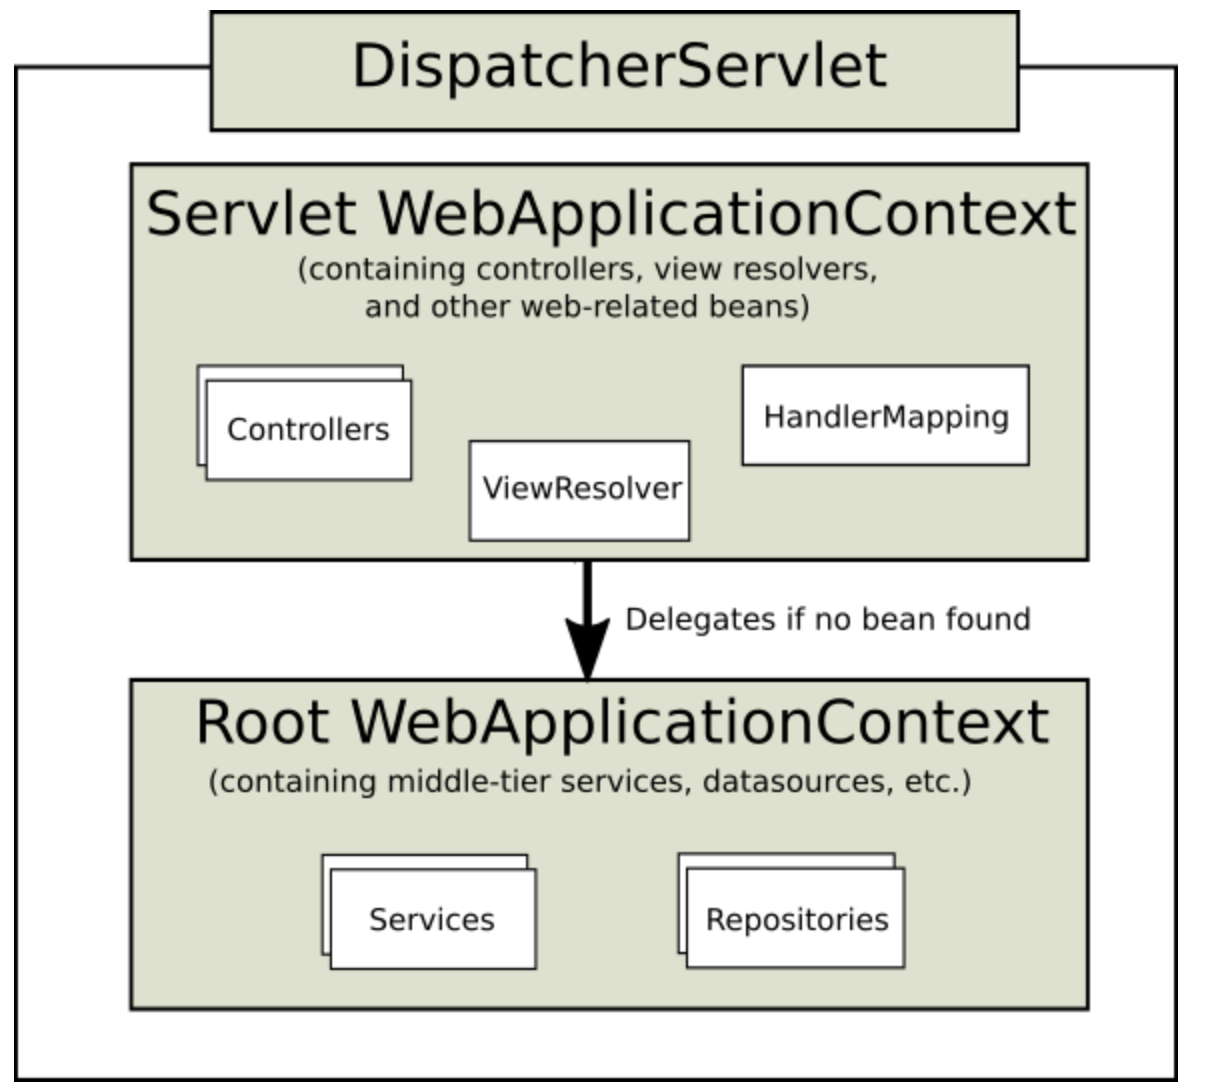 DispatcherServlet
Servlet WebApplicationContext
(containing controllers, view resolvers,
and other web-related beans)
Controllers
HandlerMapping
ViewResolver
Delegates if no bean found
Root WebApplicationContext
(containing middle-tier services, datasources, etc.)
Services
Repositories